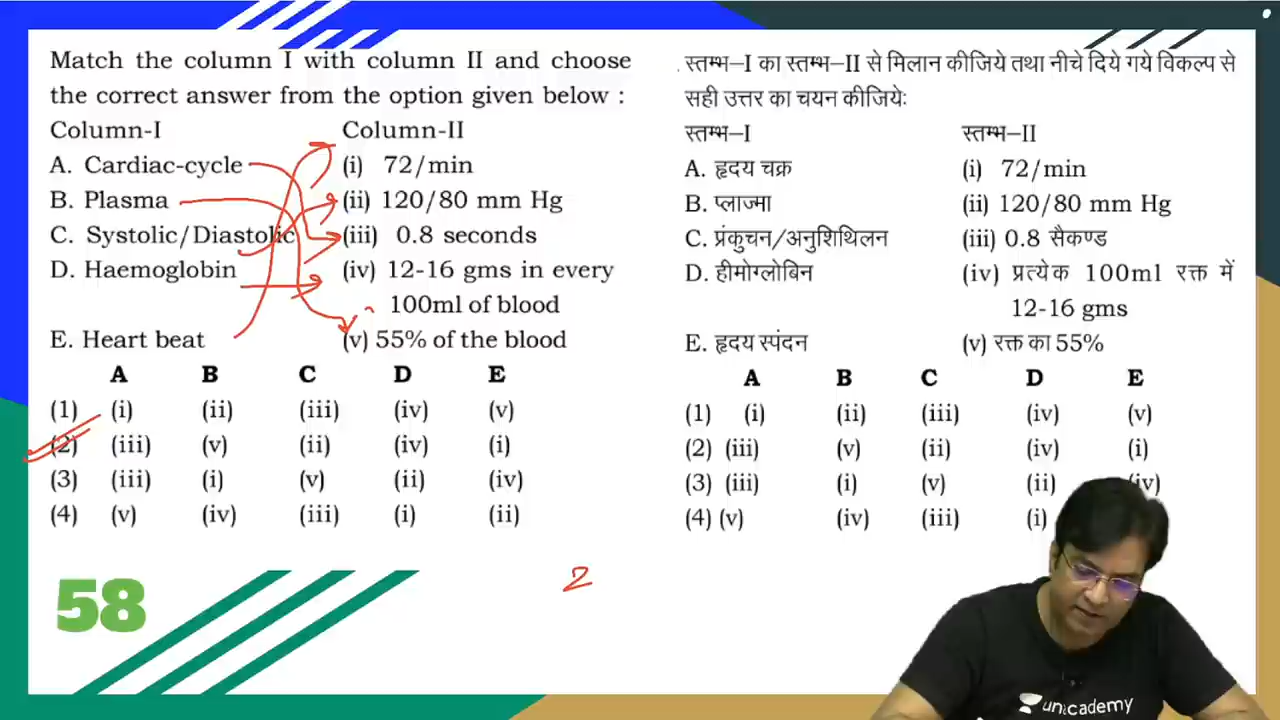 Match the column I with column II and choose
the correct answer from the option given below :
Column-I Column-II
A. Cardiac-cycle (i) 72/min
B. Plasma (ii) 120/80 mm Hg
C. Systolic/Diastolic (iii) 0.8 seconds
D. Haemoglobin (iv) 12-16 gms in every
100ml of blood
E. Heart beat (v) 55% of the blood
A B C D E
(1) (i) (ii) (iii) (iv) (v)
(2) (iii) (v) (ii) (iv) (i)
(3) (iii) (i) (v) (ii) (iv)
(4) (v) (iv) (iii) (i) (ii)
2
58
स्तम्भ–I का स्तम्भ–II से मिलान कीजिये तथा नीचे दिये गये विकल्प से
सही उत्तर का चयन कीजियेः
स्तम्भ–I स्तम्भ–II
A. हृदय चक्र (i) 72/min
B. प्लाज्मा (ii) 120/80 mm Hg
C. प्रंकुचन/अनुशिथिलन (iii) 0.8 सैकण्ड
D. हीमोग्लोबिन (iv) प्रत्येक 100ml रक्त में
12-16 gms
E. हृदय स्पंदन (v) रक्त का 55%
A B C D E
(1) (i) (ii) (iii) (iv) (v)
(2) (iii) (v) (ii) (iv) (i)
(3) (iii) (i) (v) (ii) (iv)
(4) (v) (iv) (iii) (i)
unacademy